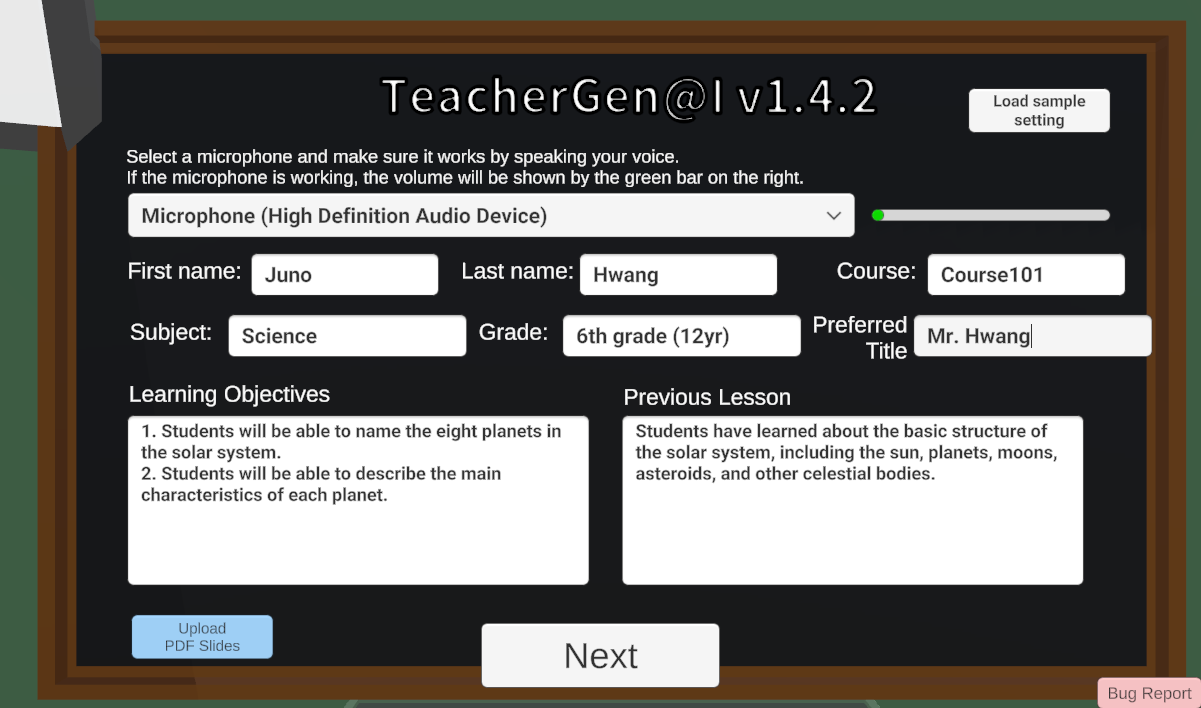 TeacherGen@I v1.4.2
Load sample
setting
Select a microphone and make sure it works by speaking your voice.
If the microphone is working, the volume will be shown by the green bar on the right.
Microphone (High Definition Audio Device)
First name: Juno Last name: Hwang Course: Course101
Subject: Science Grade: 6th grade (12yr) Preferred
Title Mr. Hwang
Learning Objectives
1. Students will be able to name the eight planets in
the solar system.
2. Students will be able to describe the main
characteristics of each planet.
Previous Lesson
Students have learned about the basic structure of
the solar system, including the sun, planets, moons,
asteroids, and other celestial bodies.
Upload
PDF Slides
Next
Bug Report